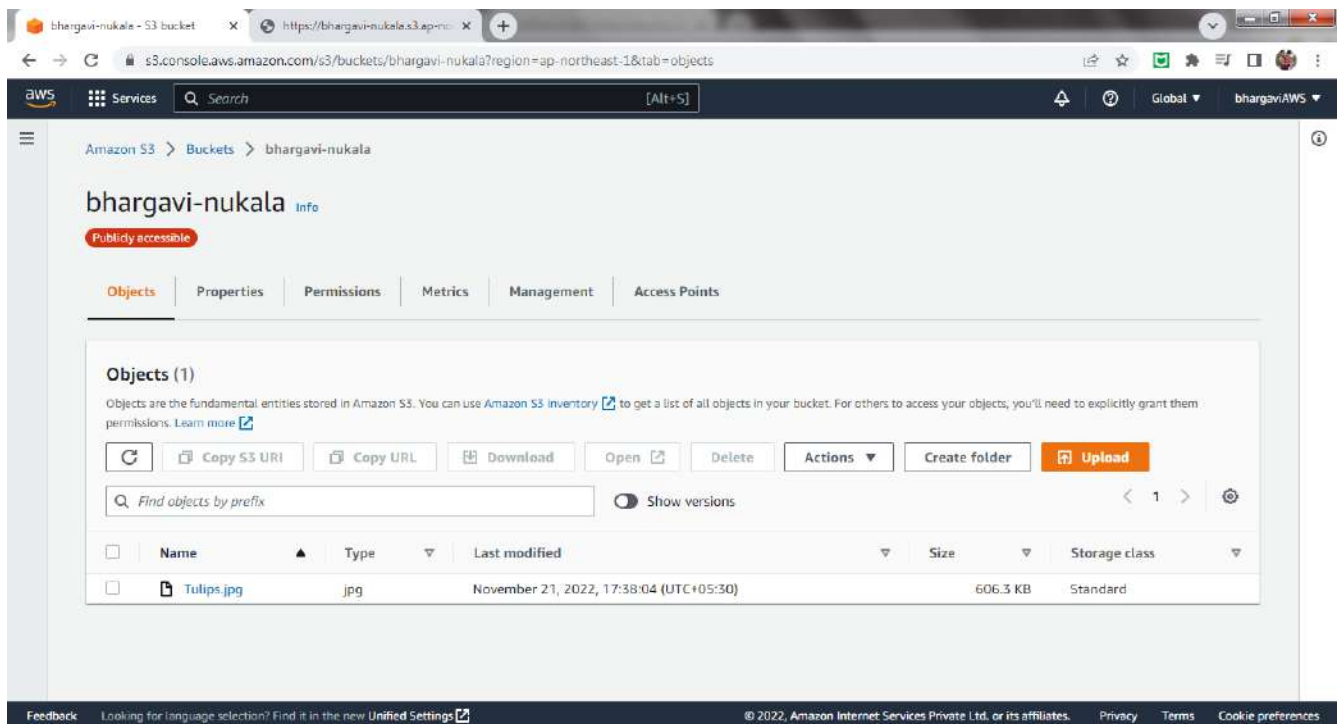 bhargavi-nukala - S3 bucket
https://bhargavi-nukala.s3.ap-no
s3.console.aws.amazon.com/s3/buckets/bhargavi-nukala?region=ap-northeast-1&tab=objects
aws Services Search [Alt+S] Global bhargaviAWS
Amazon S3 > Buckets > bhargavi-nukala
bhargavi-nukala Info
Publicly accessible
Objects Properties Permissions Metrics Management Access Points
Objects (1)
Objects are the fundamental entities stored in Amazon S3. You can use Amazon S3 inventory to get a list of all objects in your bucket. For others to access your objects, you'll need to explicitly grant them
permissions. Learn more
Copy S3 URI Copy URL Download Open Delete Actions Create folder Upload
Find objects by prefix Show versions < 1 >
Name Type Last modified Size Storage class
Tulips.jpg jpg November 21, 2022, 17:38:04 (UTC+05:30) 606.3 KB Standard
Feedback Looking for language selection? Find it in the new Unified Settings © 2022, Amazon Internet Services Private Ltd. or its affiliates. Privacy Terms Cookie preferences